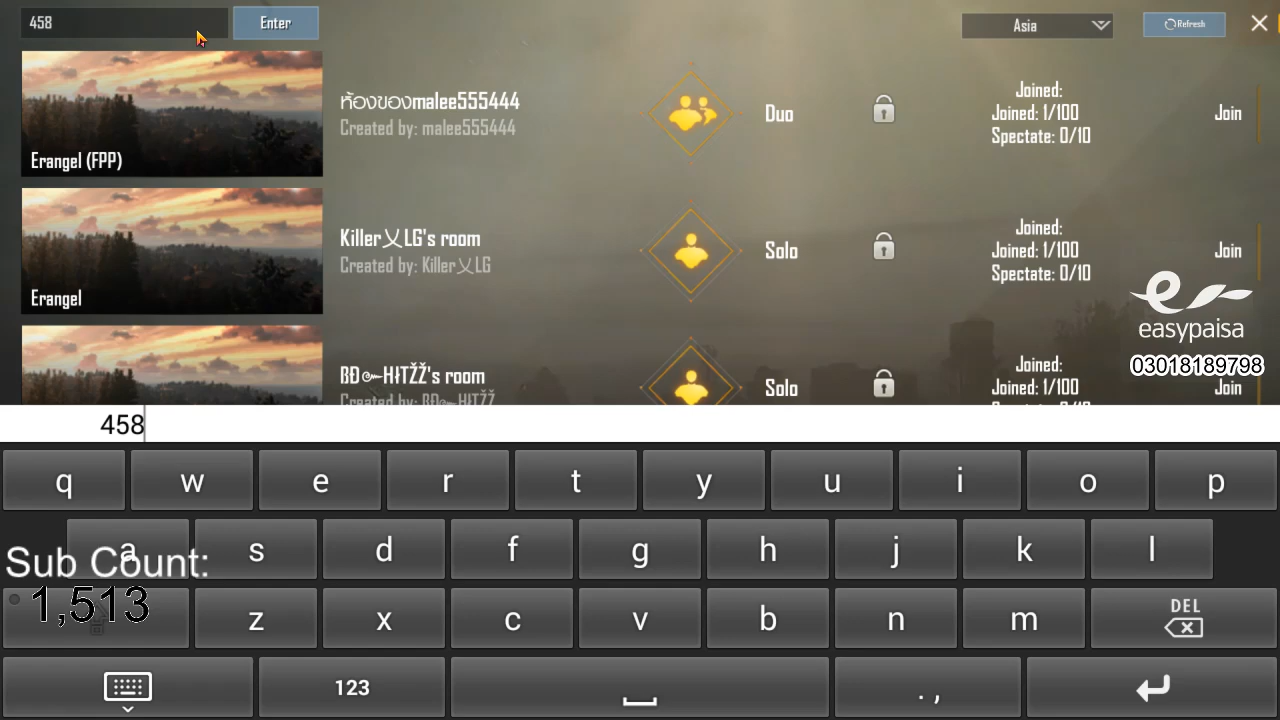 458
Enter
Asia
Refresh
ห้องของmalee555444
Created by: malee555444
Erangel (FPP)
Duo
Joined:
Joined: 1/100
Spectate: 0/10
Join
Killer乂LG's room
Created by: Killer乂LG
Erangel
Solo
Joined:
Joined: 1/100
Spectate: 0/10
Join
easypaisa
03018189798
Solo
Joined:
Joined: 1/100
Join
458
q w e r t y u i o p
a s d f g h j k l
Sub Count:
1,513
z x c v b n m DEL
123 . ,